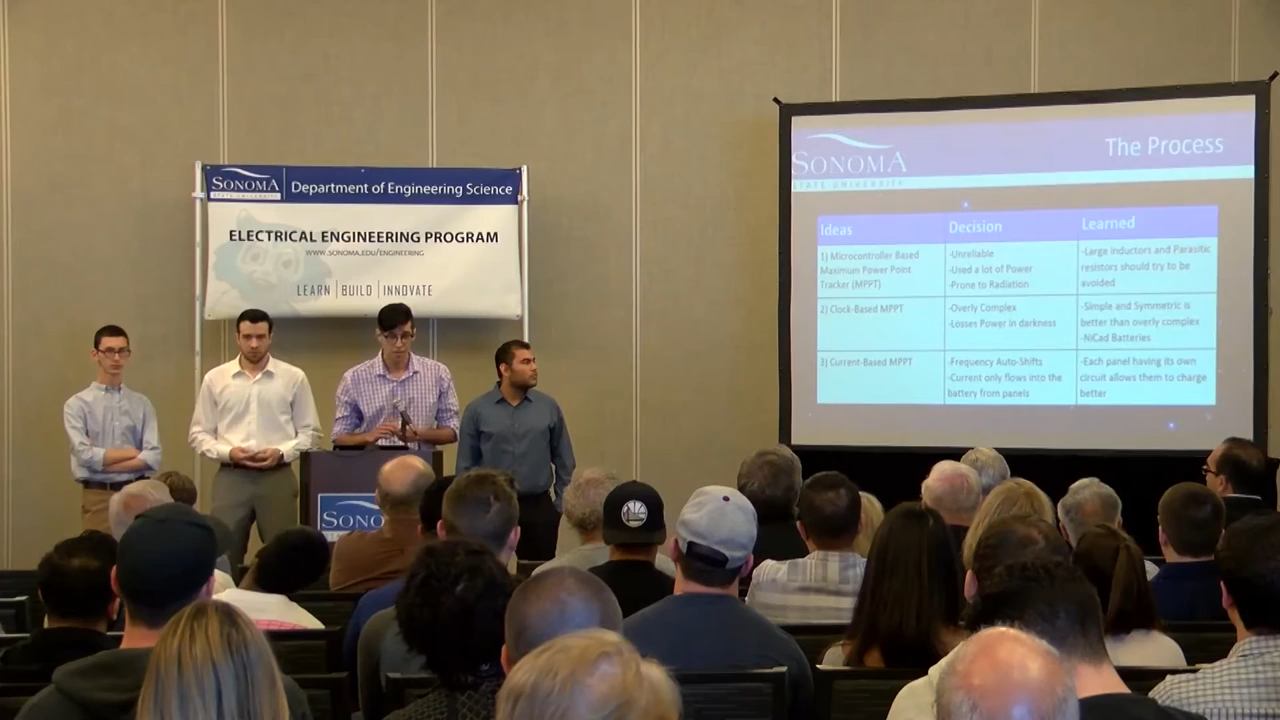 SONOMA
STATE UNIVERSITY
Department of Engineering Science
ELECTRICAL ENGINEERING PROGRAM
WWW.SONOMA.EDU/ENGINEERING
LEARN | BUILD | INNOVATE
SONO
SONOMA
STATE UNIVERSITY
The Process
Ideas
Decision
Learned
1) Microcontroller Based
Maximum Power Point
Tracker (MPPT)
-Unreliable
-Used a lot of Power
-Prone to Radiation
-Large inductors and Parasitic
resistors should try to be
avoided
2) Clock-Based MPPT
-Overly Complex
-Losses Power in darkness
-Simple and Symmetric is
better than overly complex
-NiCad Batteries
3) Current-Based MPPT
-Frequency Auto-Shifts
-Current only flows into the
battery from panels
-Each panel having its own
circuit allows them to charge
better